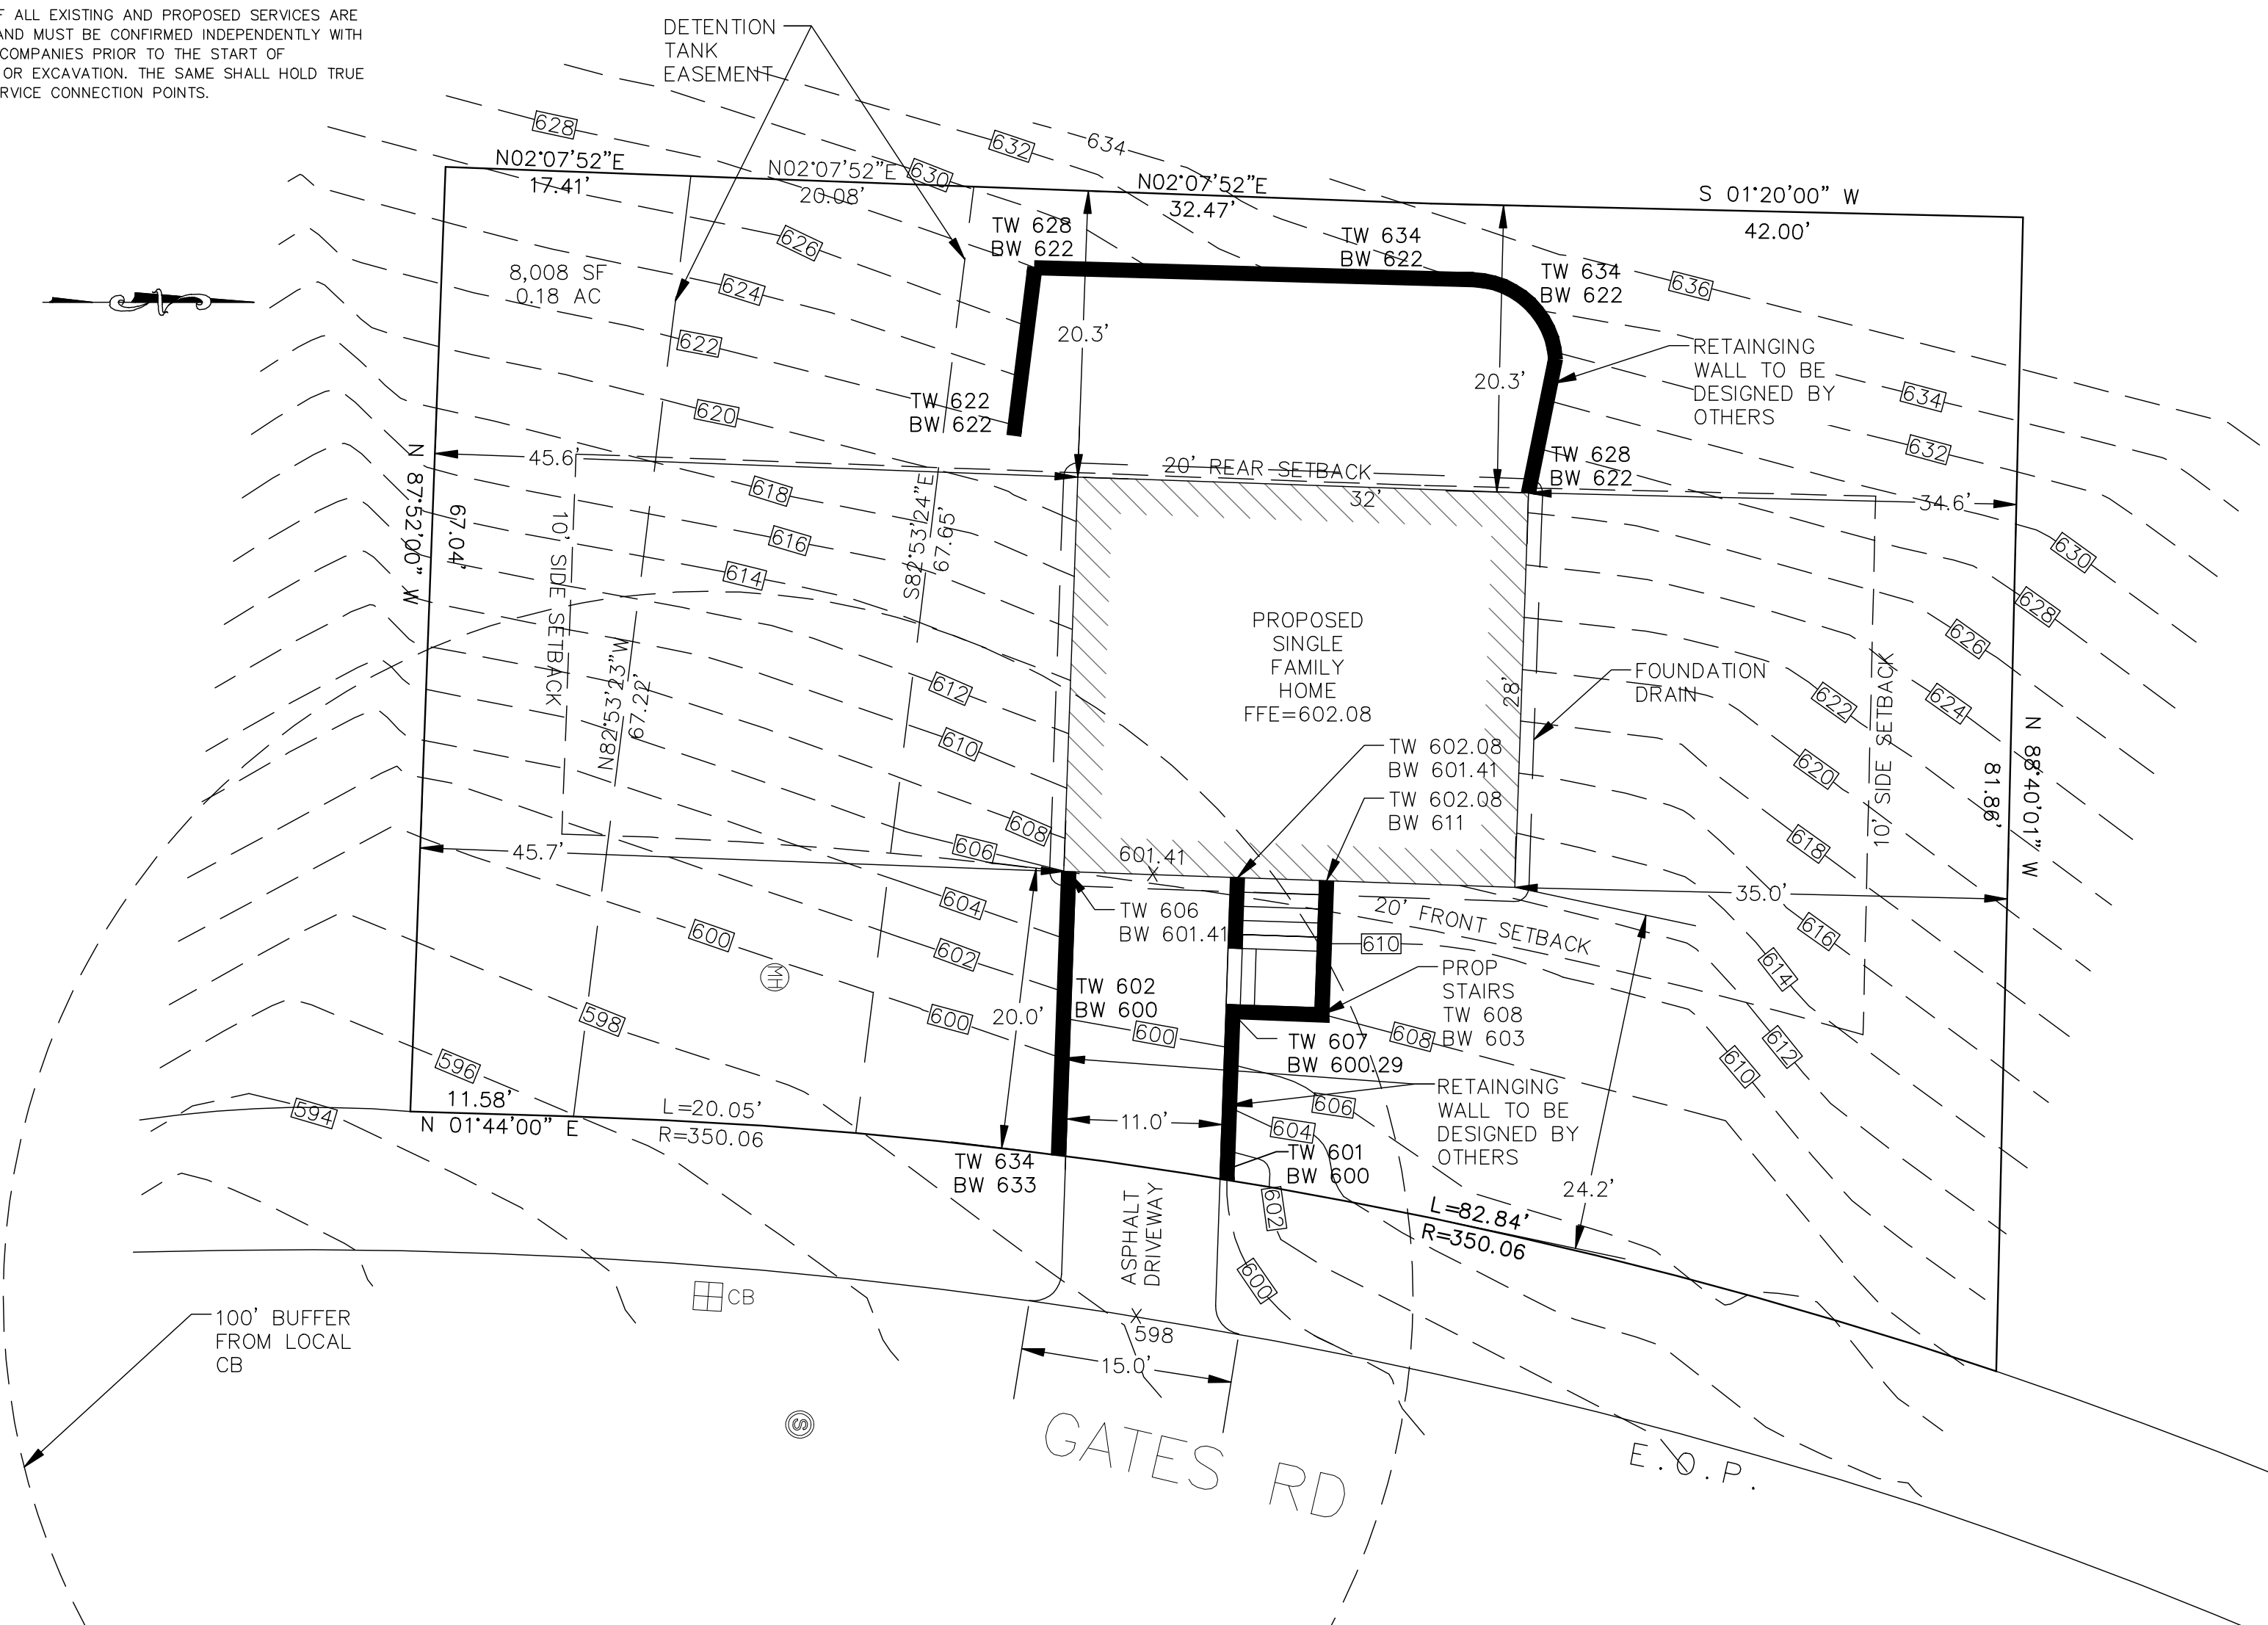 F ALL EXISTING AND PROPOSED SERVICES ARE
AND MUST BE CONFIRMED INDEPENDENTLY WITH
COMPANIES PRIOR TO THE START OF
OR EXCAVATION. THE SAME SHALL HOLD TRUE
RVICE CONNECTION POINTS.
DETENTION
TANK
EASEMENT
628
632
634
630
N02°07'52"E
17.41'
N02°07'52"E
20.08'
N02°07'52"E
32.47'
S 01°20'00" W
42.00'
TW 628
BW 622
TW 634
BW 622
TW 634
BW 622
626
624
622
620
636
8,008 SF
0.18 AC
20.3'
20.3'
RETAINGING
WALL TO BE
DESIGNED BY
OTHERS
634
632
TW 622
BW 622
TW 628
BW 622
45.6'
20' REAR SETBACK
32'
34.6'
N 87°52'00" W
67.04'
10' SIDE SETBACK
618
616
614
S82°53'24"E
67.65'
N82°53'23"W
67.22'
630
628
626
624
622
620
618
616
614
612
610
PROPOSED
SINGLE
FAMILY
HOME
FFE=602.08
28'
FOUNDATION
DRAIN
10' SIDE SETBACK
N 88°40'01" W
81.86'
612
610
608
606
604
602
600
600
598
596
594
TW 602.08
BW 601.41
TW 602.08
BW 611
45.7'
601.41
X
35.0'
TW 606
BW 601.41
20' FRONT SETBACK
610
MH
PROP
STAIRS
TW 608
BW 603
TW 602
BW 600
20.0'
600
608
TW 607
BW 600.29
RETAINGING
WALL TO BE
DESIGNED BY
OTHERS
606
604
11.58'
N 01°44'00" E
L=20.05'
R=350.06
11.0'
TW 634
BW 633
TW 601
BW 600
24.2'
602
600
L=82.84'
R=350.06
ASPHALT
DRIVEWAY
CB
X
598
15.0'
100' BUFFER
FROM LOCAL
CB
S
GATES RD
E.O.P.